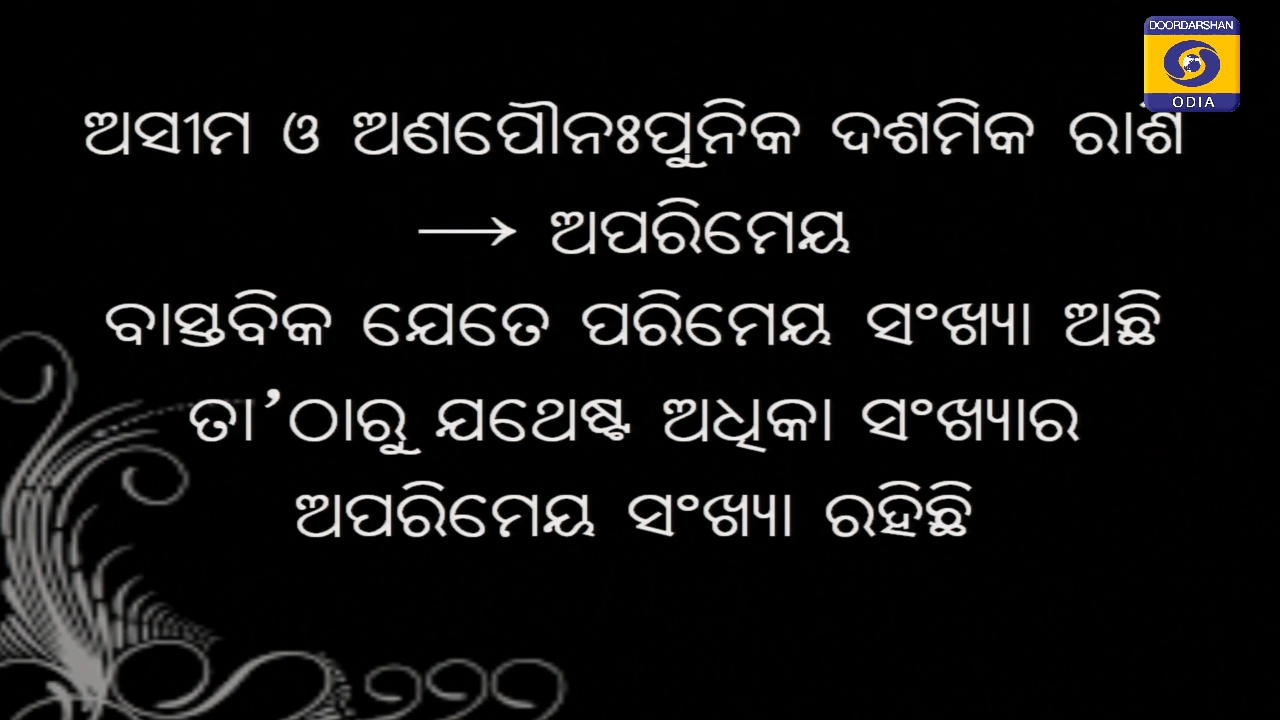 DOORDARSHAN
ODIA
ଅସୀମ ଓ ଅଣପୌନଃପୁନିକ ଦଶମିକ ରାଶି
→ ଅପରିମେୟ
ବାସ୍ତବିକ ଯେତେ ପରିମେୟ ସଂଖ୍ୟା ଅଛି
ତା’ଠାରୁ ଯଥେଷ୍ଟ ଅଧିକା ସଂଖ୍ୟାର
ଅପରିମେୟ ସଂଖ୍ୟା ରହିଛି